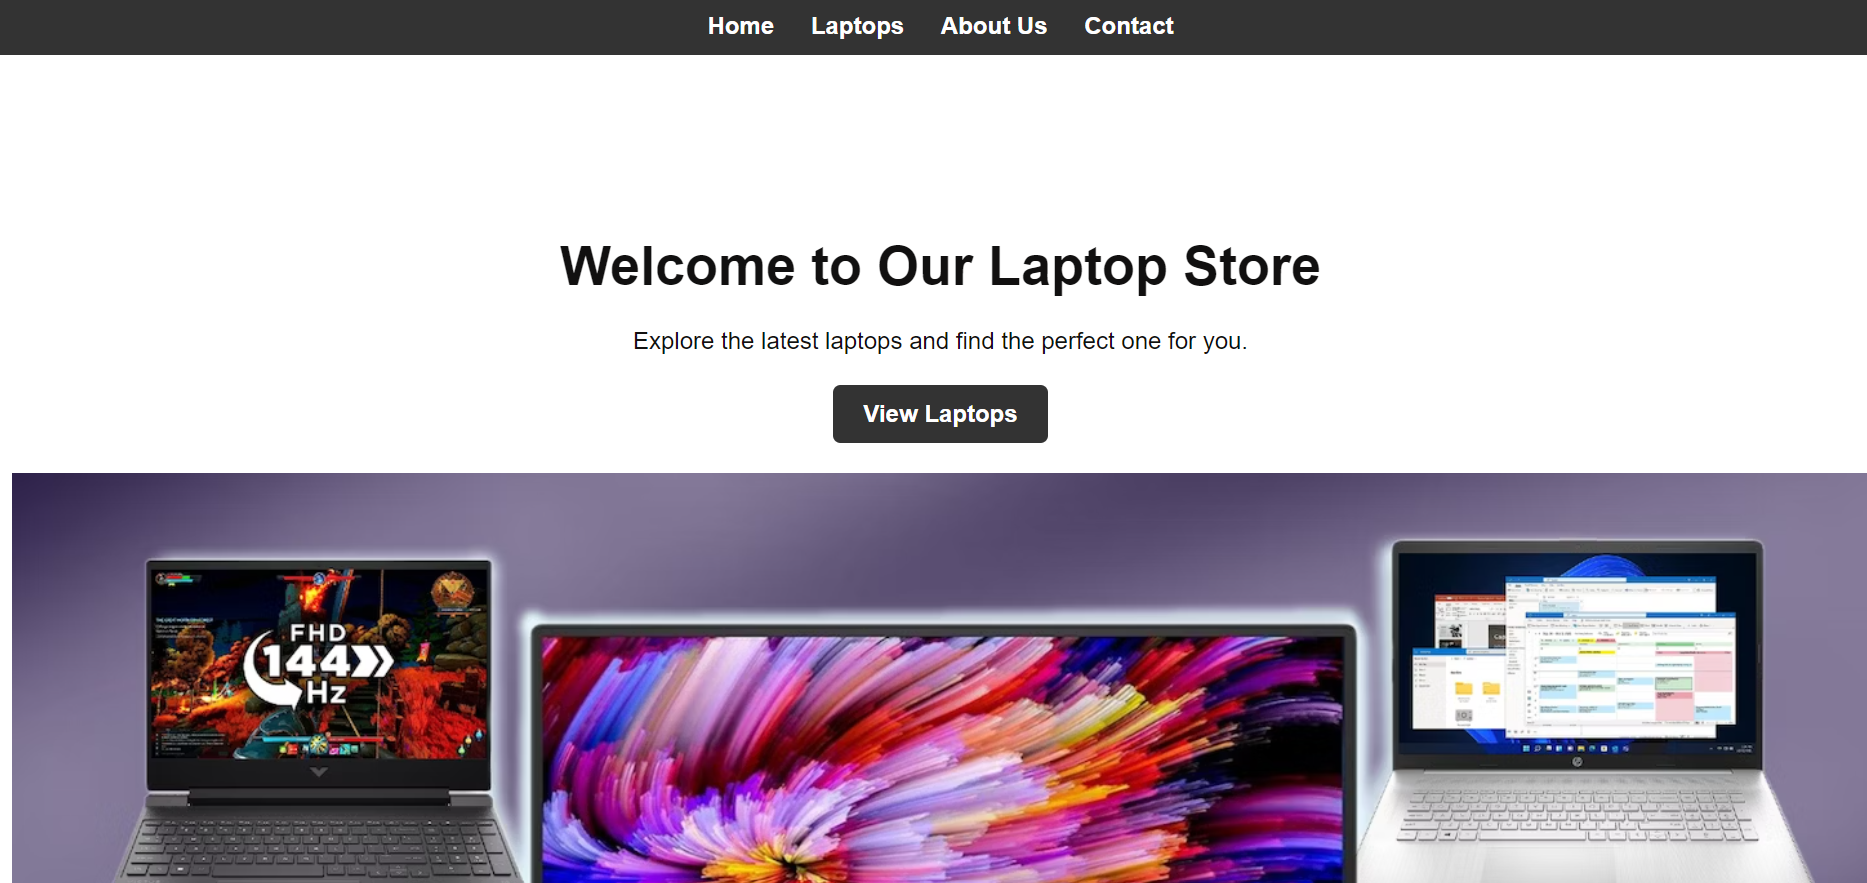 Home Laptops About Us Contact
Welcome to Our Laptop Store
Explore the latest laptops and find the perfect one for you.
View Laptops
FHD
144
Hz
hp